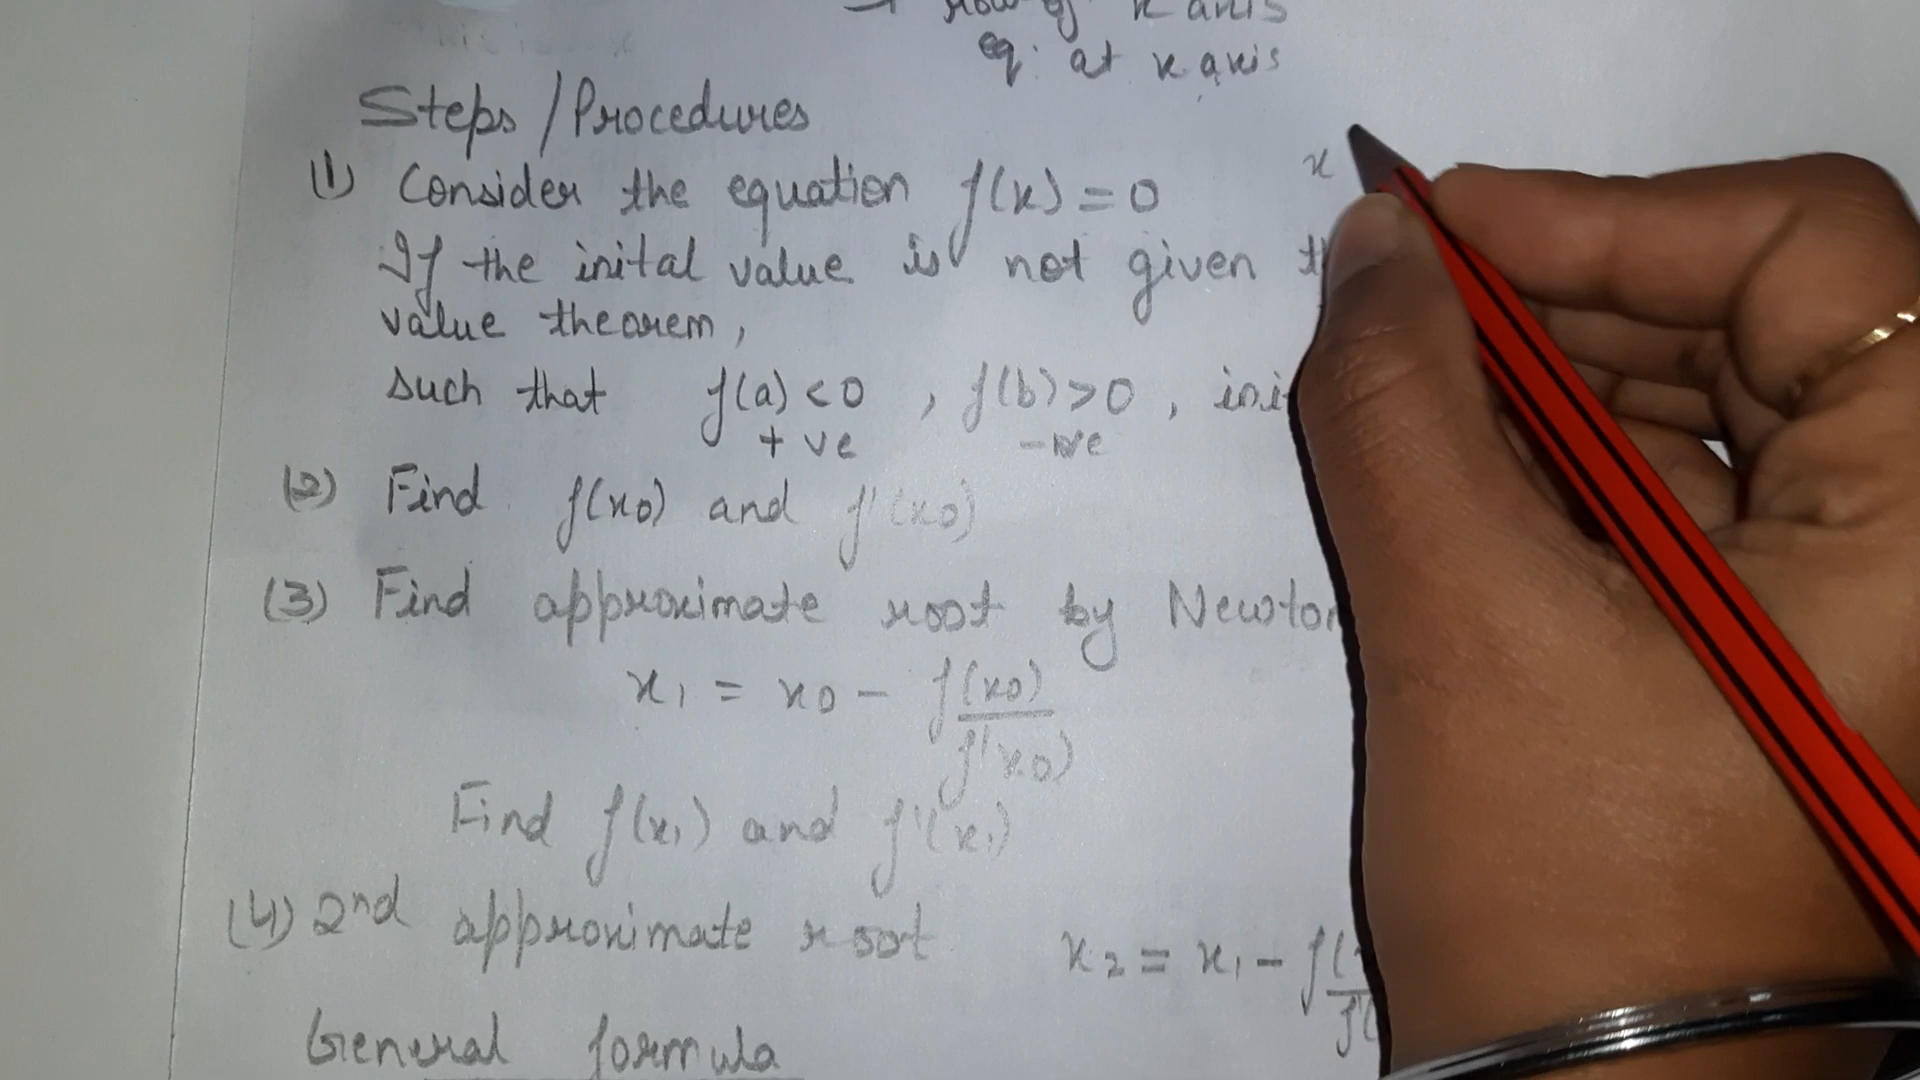 x axis
eq: at x axis
Steps / Procedures
(1) Consider the equation f(x) = 0 x
If the inital value is not given
value theorem,
such that f(a) < 0 , f(b) > 0 ,
+ ve -ve
(2) Find f(x0) and f'(x0)
(3) Find approximate root by Newton
x1 = x0 - f(x0)
f'x0)
Find f(x1) and f'(x1)
(4) 2nd approximate root x2 = x1 - f(
f'(
General formula